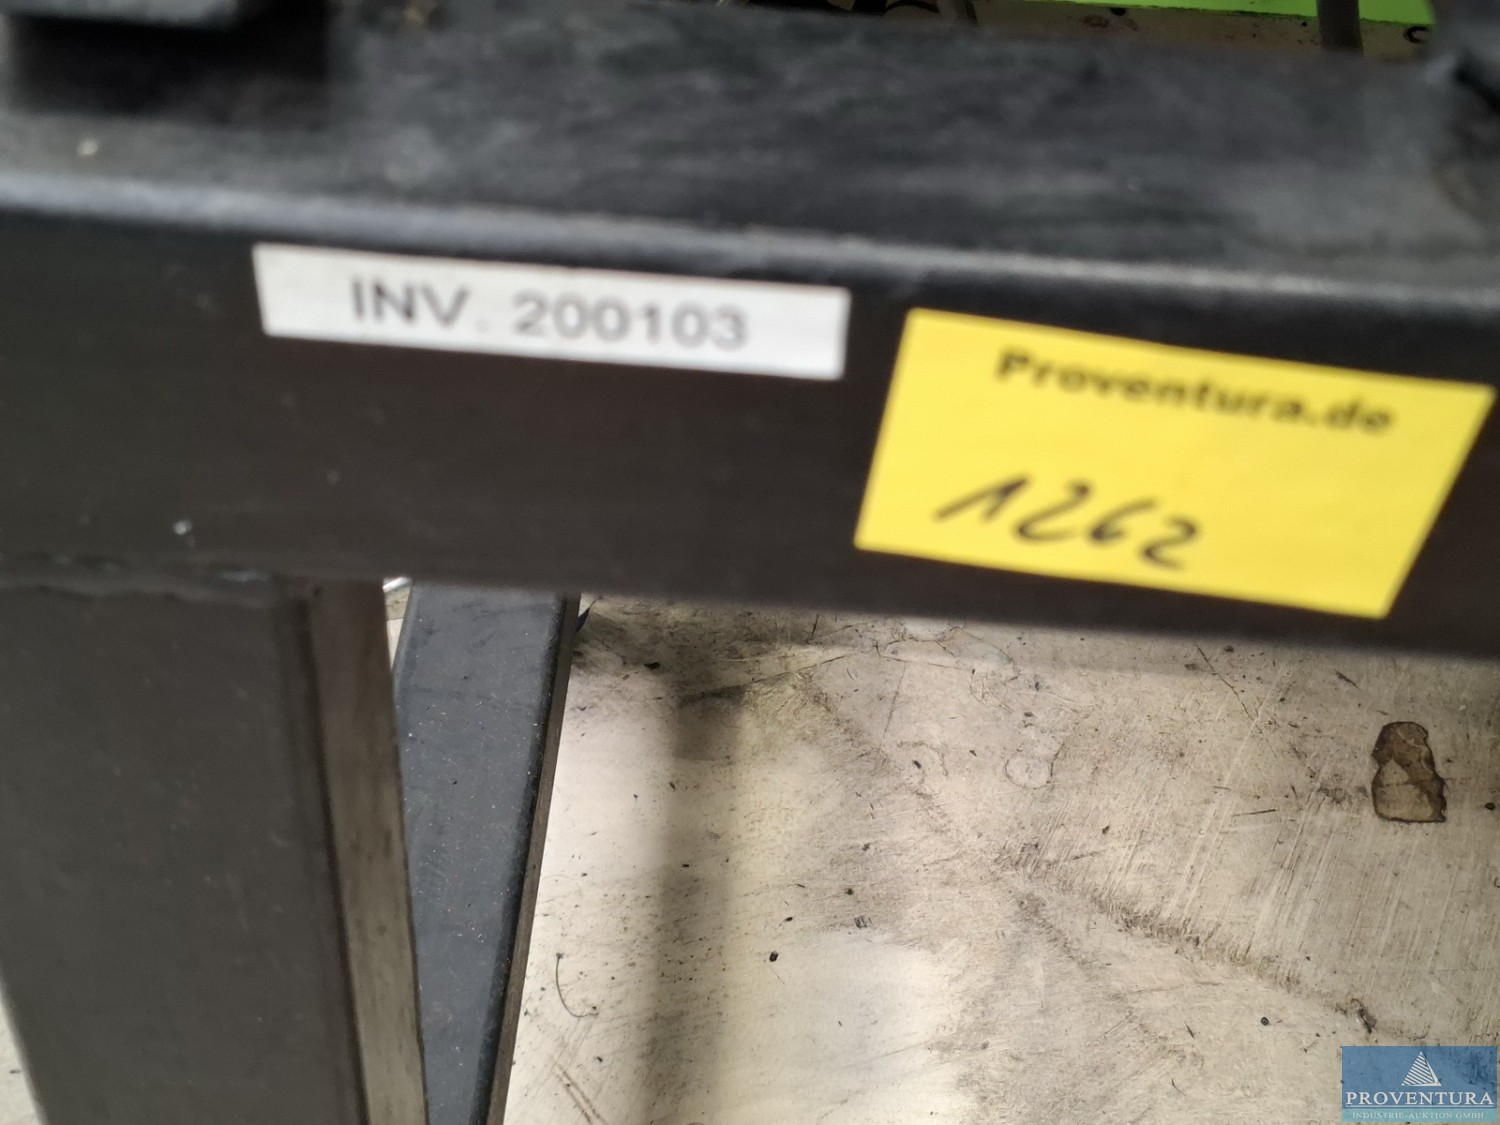 INV. 200103
Proventura.de
1262
PROVENTURA
INDUSTRIE-AUKTION GMBH